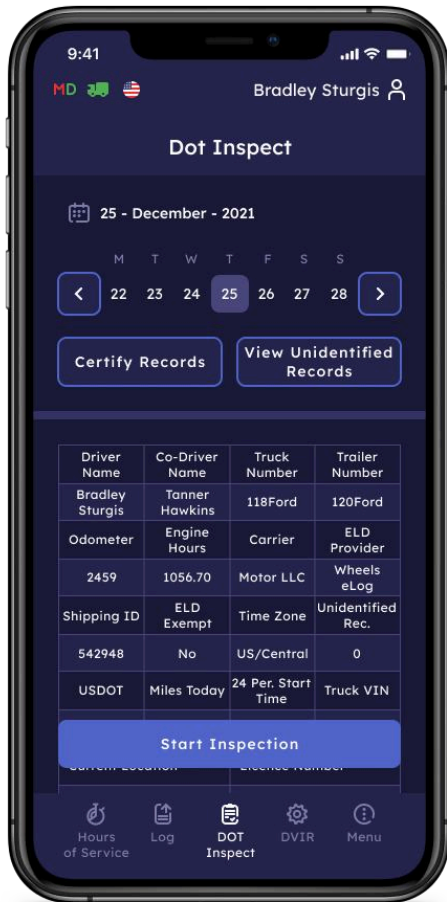 9:41
MD
Bradley Sturgis
Dot Inspect
25 - December - 2021
M T W T F S S
22 23 24 25 26 27 28
Certify Records
View Unidentified
Records
Driver
Name
Co-Driver
Name
Truck
Number
Trailer
Number
Bradley
Sturgis
Tanner
Hawkins
118Ford
120Ford
Odometer
Engine
Hours
Carrier
ELD
Provider
2459
1056.70
Motor LLC
Wheels
eLog
Shipping ID
ELD
Exempt
Time Zone
Unidentified
Rec.
542948
No
US/Central
0
USDOT
Miles Today
24 Per. Start
Time
Truck VIN
Start Inspection
Current Location
Licence Number
Hours
of Service
Log
DOT
Inspect
DVIR
Menu